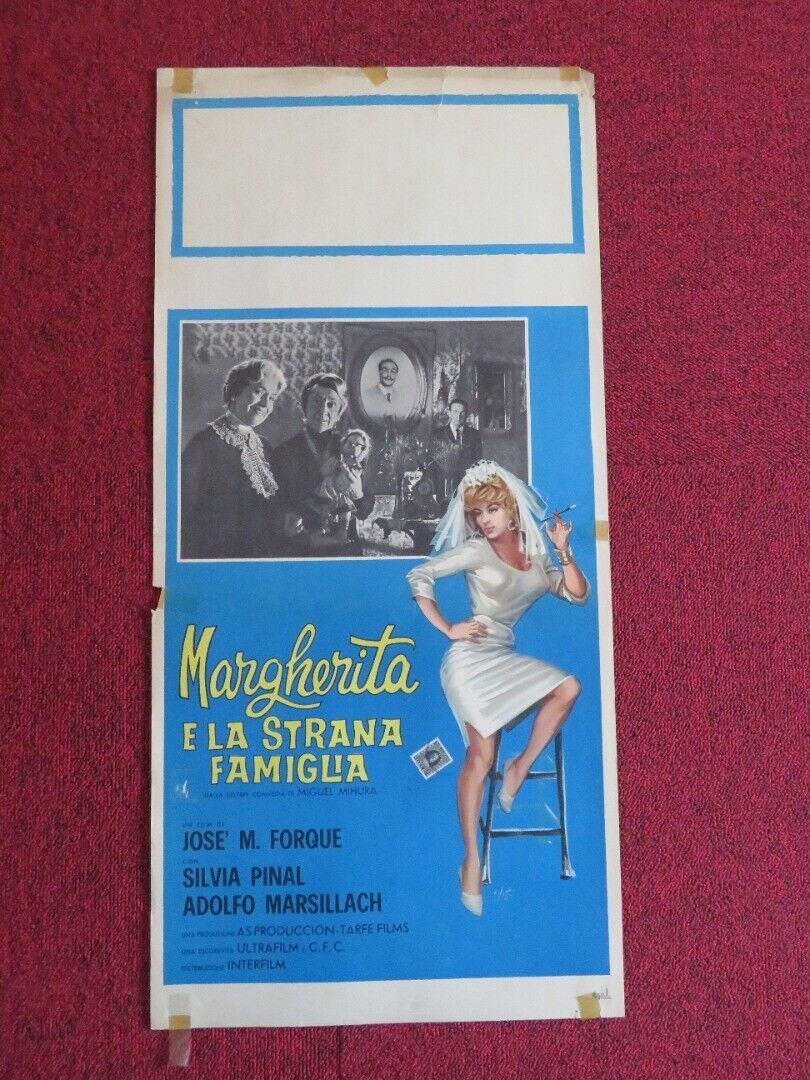 Margherita
E LA STRANA
FAMIGLIA
DALLA CELEBRE COMMEDIA DI MIGUEL MIHURA
UN FILM DI
JOSE' M. FORQUE
CON
SILVIA PINAL
ADOLFO MARSILLACH
UNA PRODUZIONE AS PRODUCCION-TARFE FILMS
UNA ESCLUSIVITÀ ULTRAFILM E C.F.C.
DISTRIBUZIONE INTERFILM